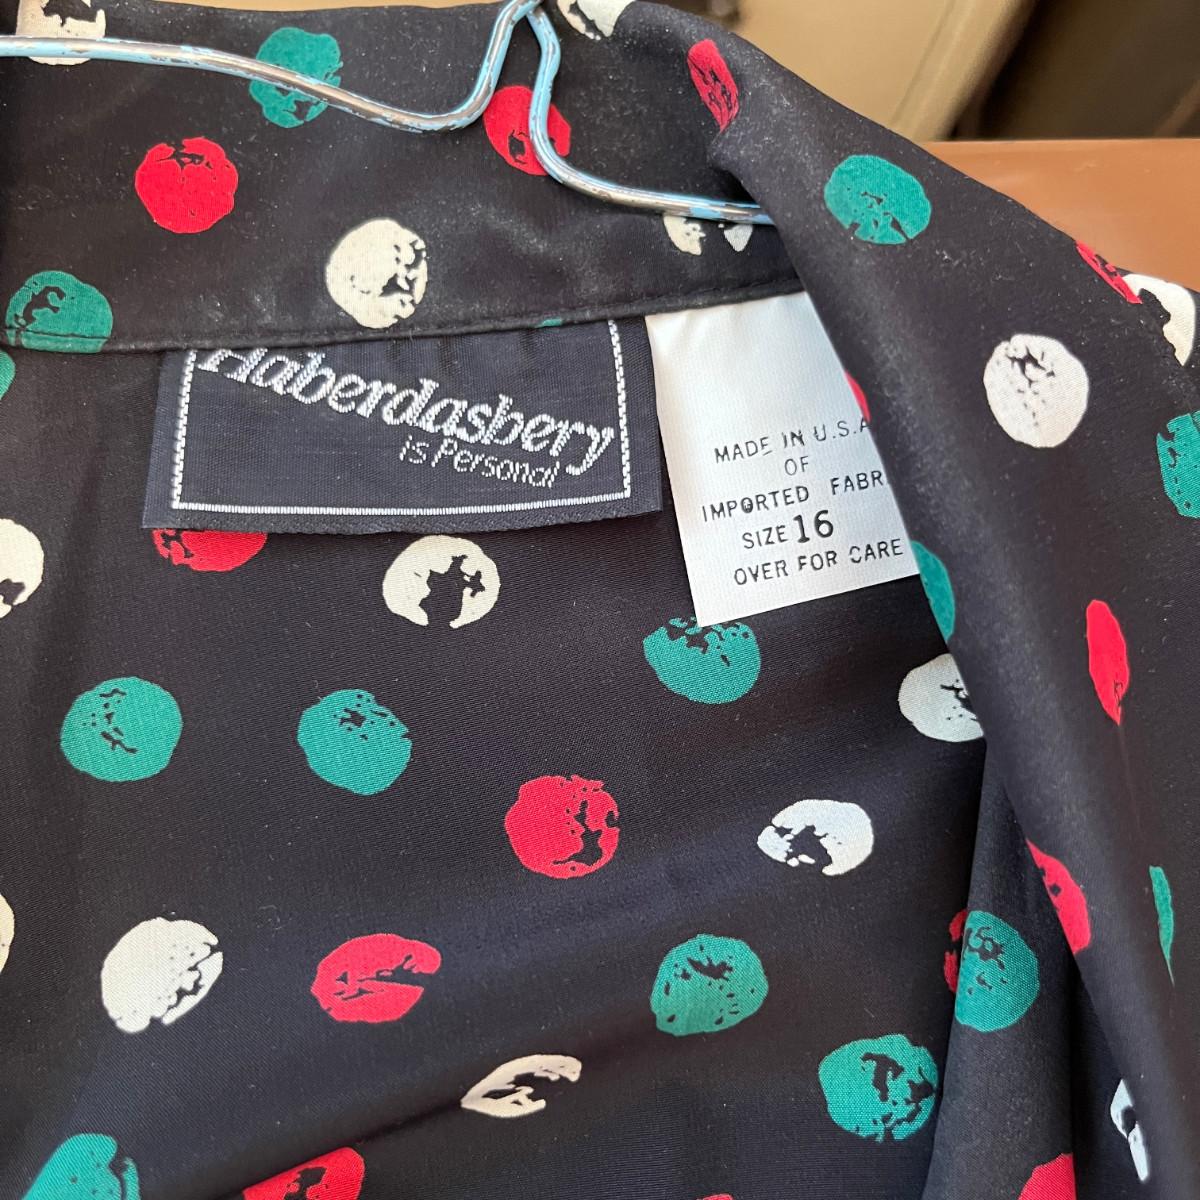 Haberdashery
is Personal
MADE IN U.S.A
OF
IMPORTED FABR
SIZE 16
OVER FOR CARE